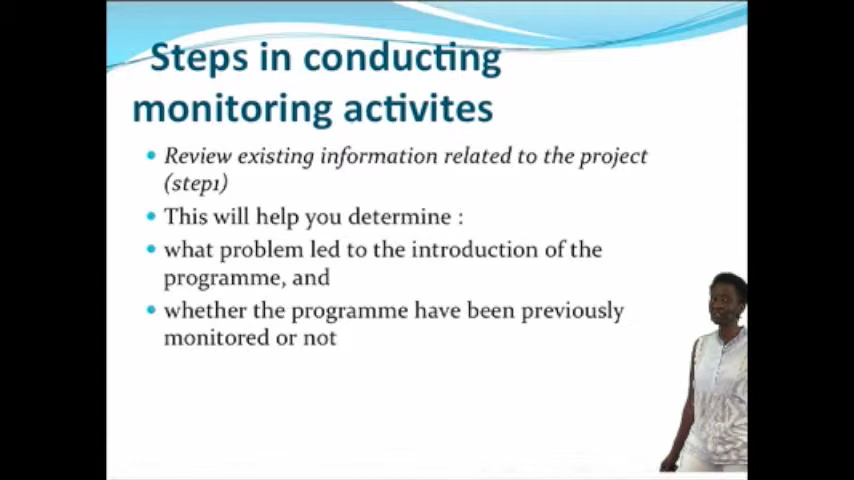 Steps in conducting
monitoring activites
• Review existing information related to the project
(step1)
• This will help you determine :
• what problem led to the introduction of the
programme, and
• whether the programme have been previously
monitored or not